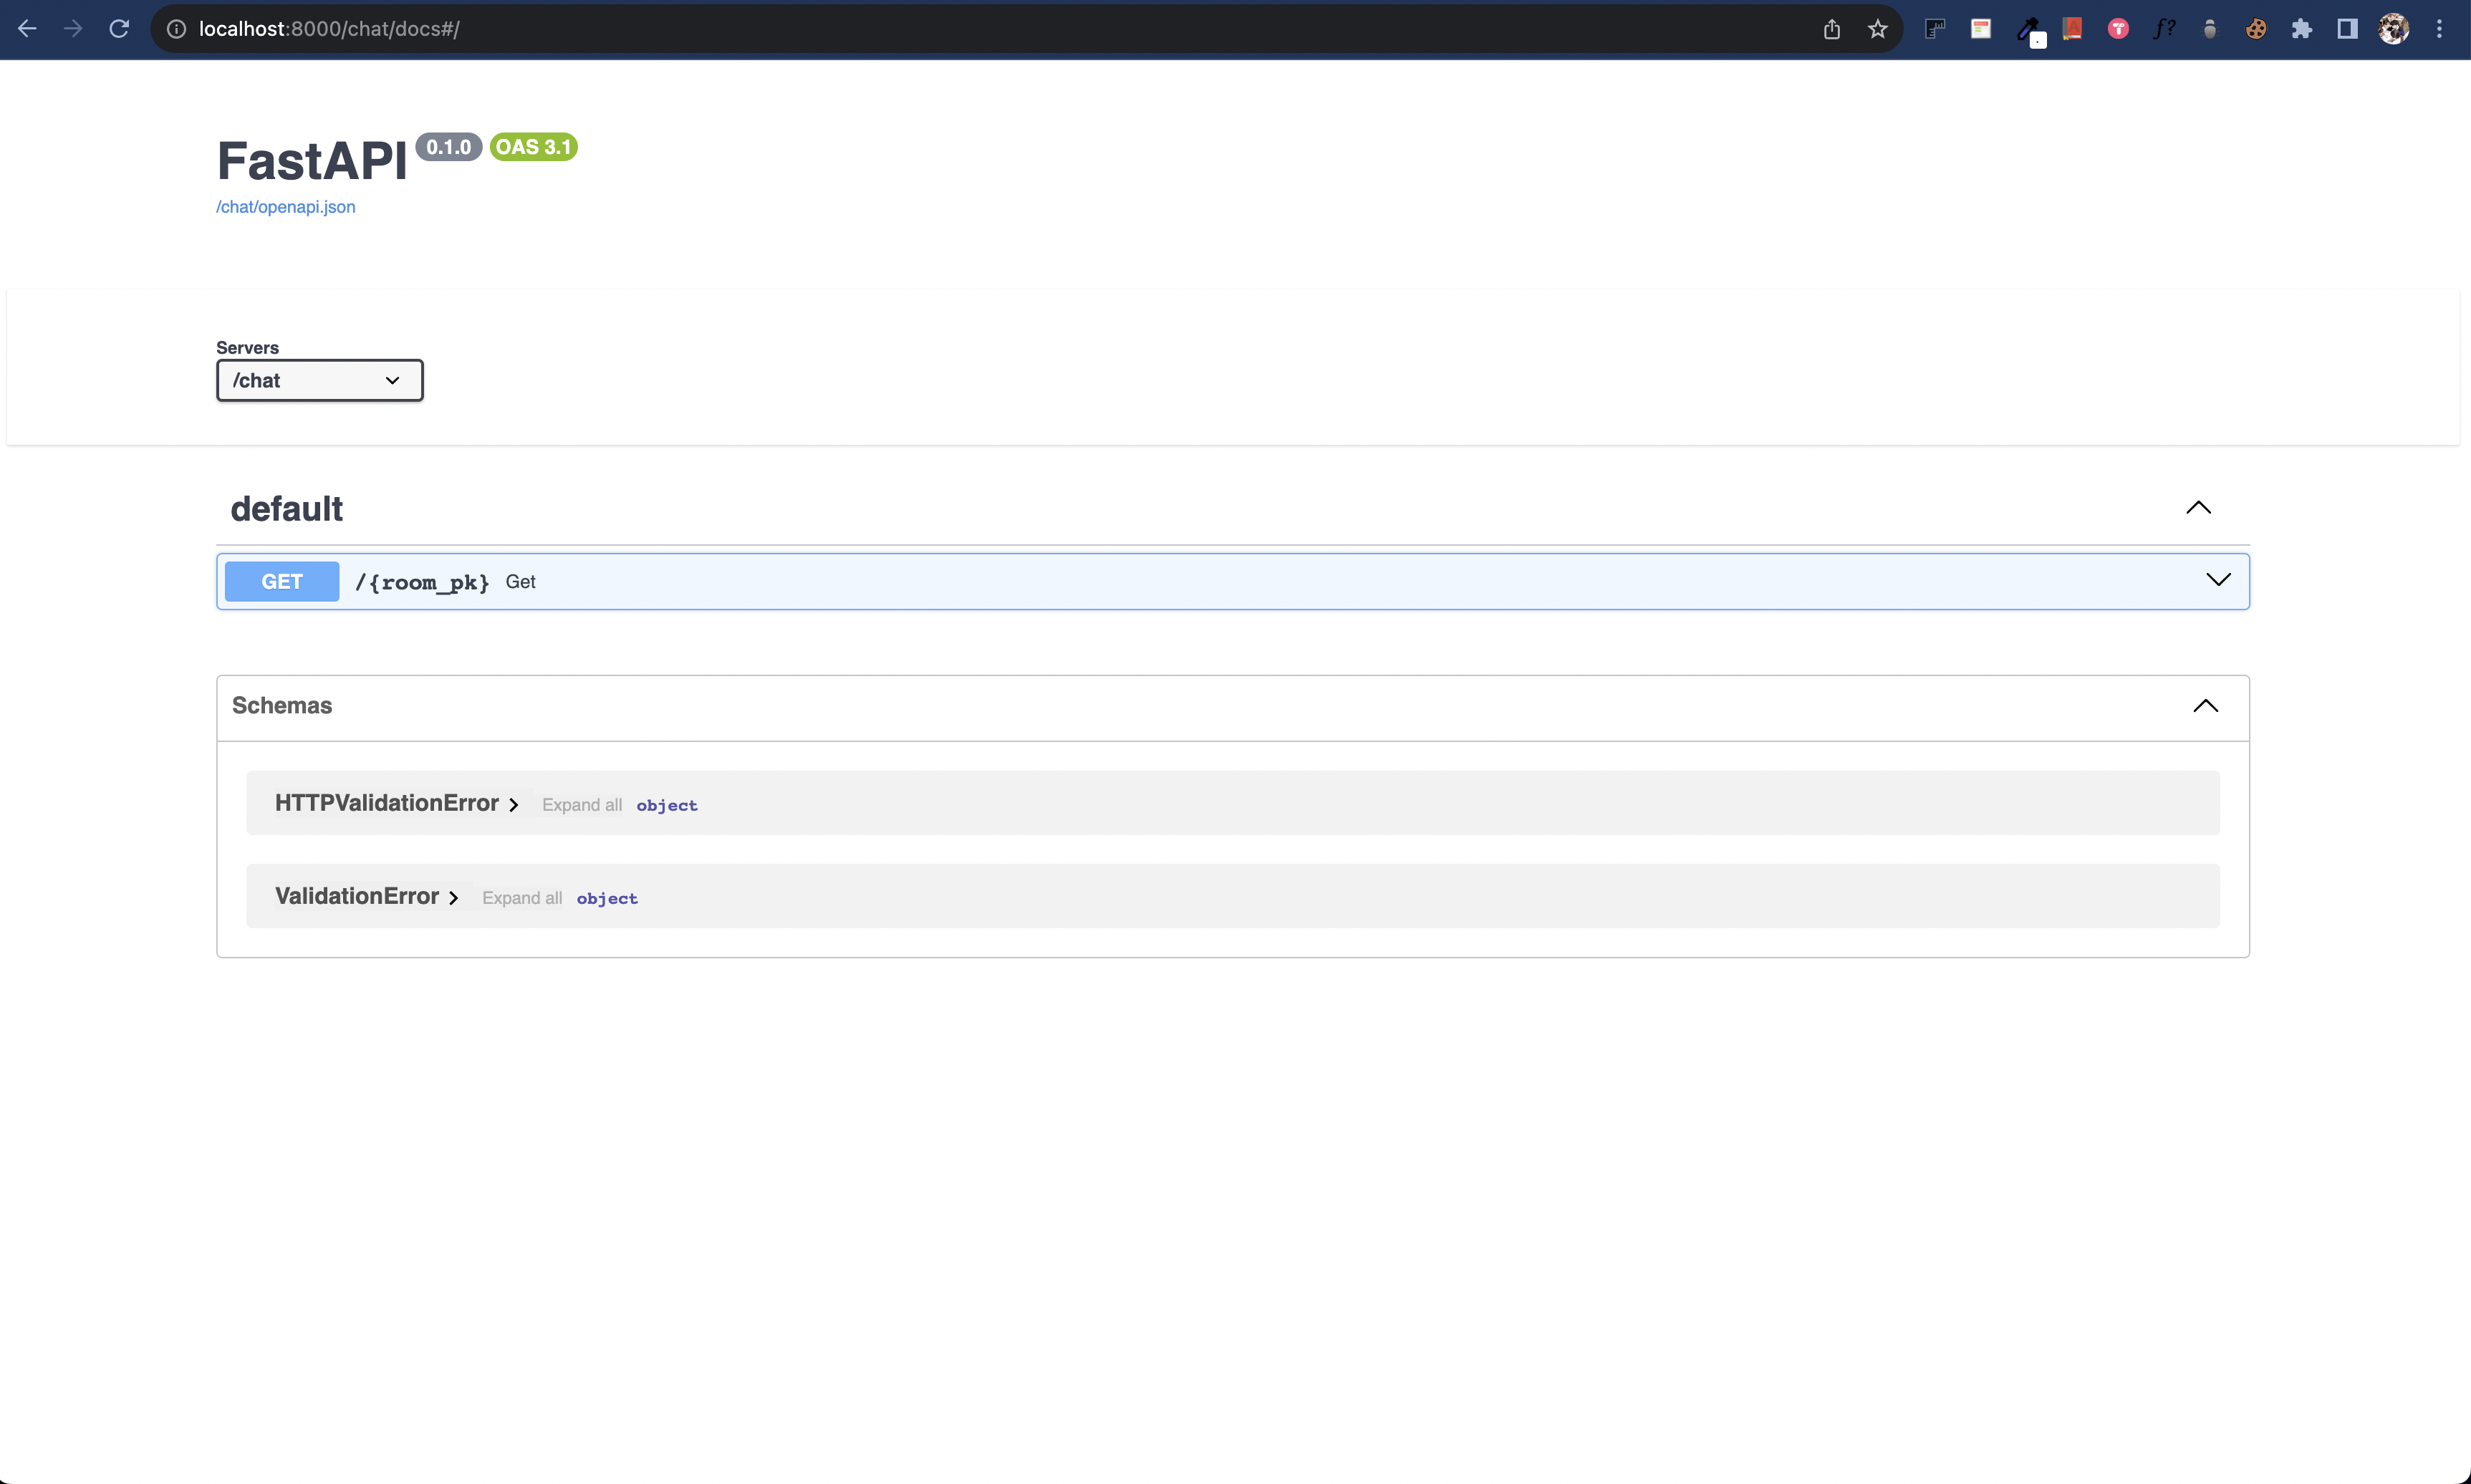 localhost:8000/chat/docs#/
FastAPI 0.1.0 OAS 3.1
/chat/openapi.json
Servers
/chat
default
GET /{room_pk} Get
Schemas
HTTPValidationError Expand all object
ValidationError Expand all object